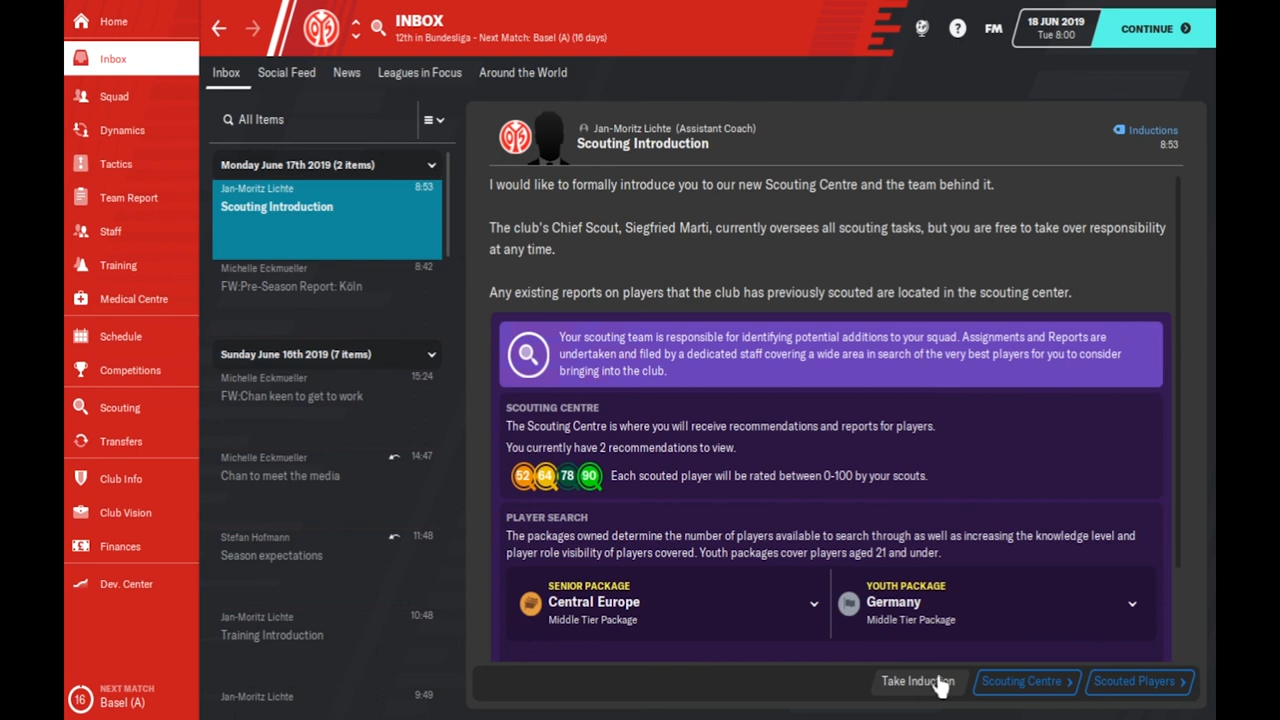 Home
Inbox
Squad
Dynamics
Tactics
Team Report
Staff
Training
Medical Centre
Schedule
Competitions
Scouting
Transfers
Club Info
Club Vision
Finances
Dev. Center
16
NEXT MATCH
Basel (A)
INBOX
12th in Bundesliga - Next Match: Basel (A) (16 days)
?
FM
18 JUN 2019
Tue 8:00
CONTINUE
Inbox
Social Feed
News
Leagues in Focus
Around the World
All Items
Monday June 17th 2019 (2 items)
Jan-Moritz Lichte 8:53
Scouting Introduction
Michelle Eckmueller 8:42
FW:Pre-Season Report: Köln
Sunday June 16th 2019 (7 items)
Michelle Eckmueller 15:24
FW:Chan keen to get to work
Michelle Eckmueller 14:47
Chan to meet the media
Stefan Hofmann 11:48
Season expectations
Jan-Moritz Lichte 10:48
Training Introduction
Jan-Moritz Lichte 9:49
Jan-Moritz Lichte (Assistant Coach)
Scouting Introduction
Inductions
8:53
I would like to formally introduce you to our new Scouting Centre and the team behind it.
The club's Chief Scout, Siegfried Marti, currently oversees all scouting tasks, but you are free to take over responsibility
at any time.
Any existing reports on players that the club has previously scouted are located in the scouting center.
Your scouting team is responsible for identifying potential additions to your squad. Assignments and Reports are
undertaken and filed by a dedicated staff covering a wide area in search of the very best players for you to consider
bringing into the club.
SCOUTING CENTRE
The Scouting Centre is where you will receive recommendations and reports for players.
You currently have 2 recommendations to view.
52 64 78 90 Each scouted player will be rated between 0-100 by your scouts.
PLAYER SEARCH
The packages owned determine the number of players available to search through as well as increasing the knowledge level and
player role visibility of players covered. Youth packages cover players aged 21 and under.
SENIOR PACKAGE
Central Europe
Middle Tier Package
YOUTH PACKAGE
Germany
Middle Tier Package
Take Induction
Scouting Centre
Scouted Players